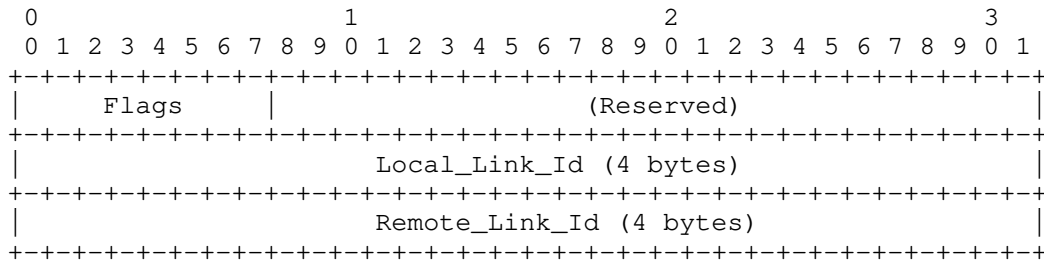 0                   1                   2                   3
 0 1 2 3 4 5 6 7 8 9 0 1 2 3 4 5 6 7 8 9 0 1 2 3 4 5 6 7 8 9 0 1
+-+-+-+-+-+-+-+-+-+-+-+-+-+-+-+-+-+-+-+-+-+-+-+-+-+-+-+-+-+-+-+-+
|     Flags     |                   (Reserved)                  |
+-+-+-+-+-+-+-+-+-+-+-+-+-+-+-+-+-+-+-+-+-+-+-+-+-+-+-+-+-+-+-+-+
|                      Local_Link_Id (4 bytes)                  |
+-+-+-+-+-+-+-+-+-+-+-+-+-+-+-+-+-+-+-+-+-+-+-+-+-+-+-+-+-+-+-+-+
|                      Remote_Link_Id (4 bytes)                 |
+-+-+-+-+-+-+-+-+-+-+-+-+-+-+-+-+-+-+-+-+-+-+-+-+-+-+-+-+-+-+-+-+